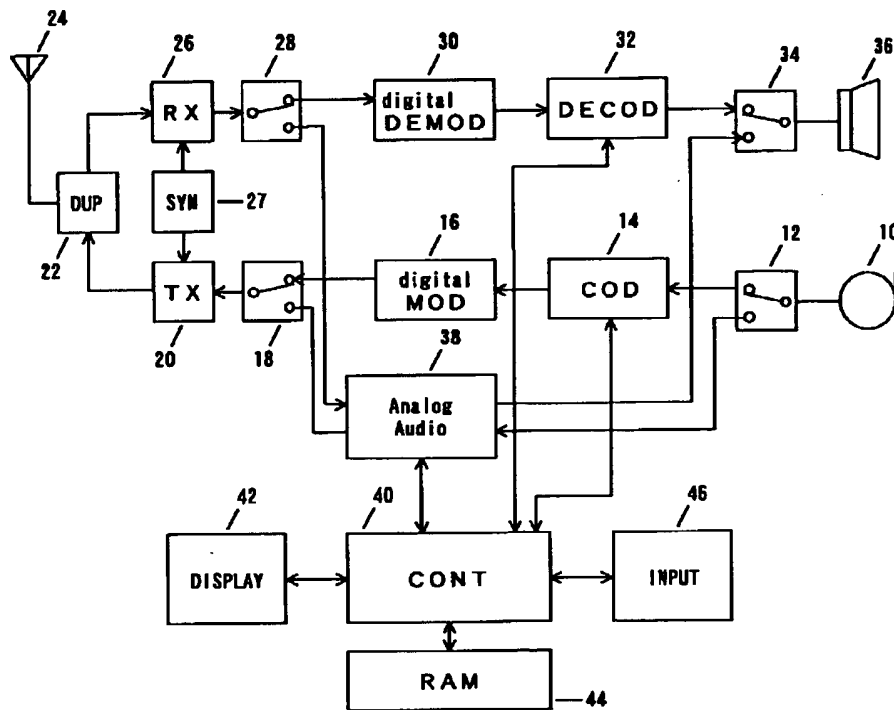 24
26
28
30
32
34
36
RX
digital
DEMOD
DECOD
DUP
SYN
27
22
16
14
12
10
TX
digital
MOD
COD
20
18
38
Analog
Audio
42
40
46
DISPLAY
CONT
INPUT
RAM
44